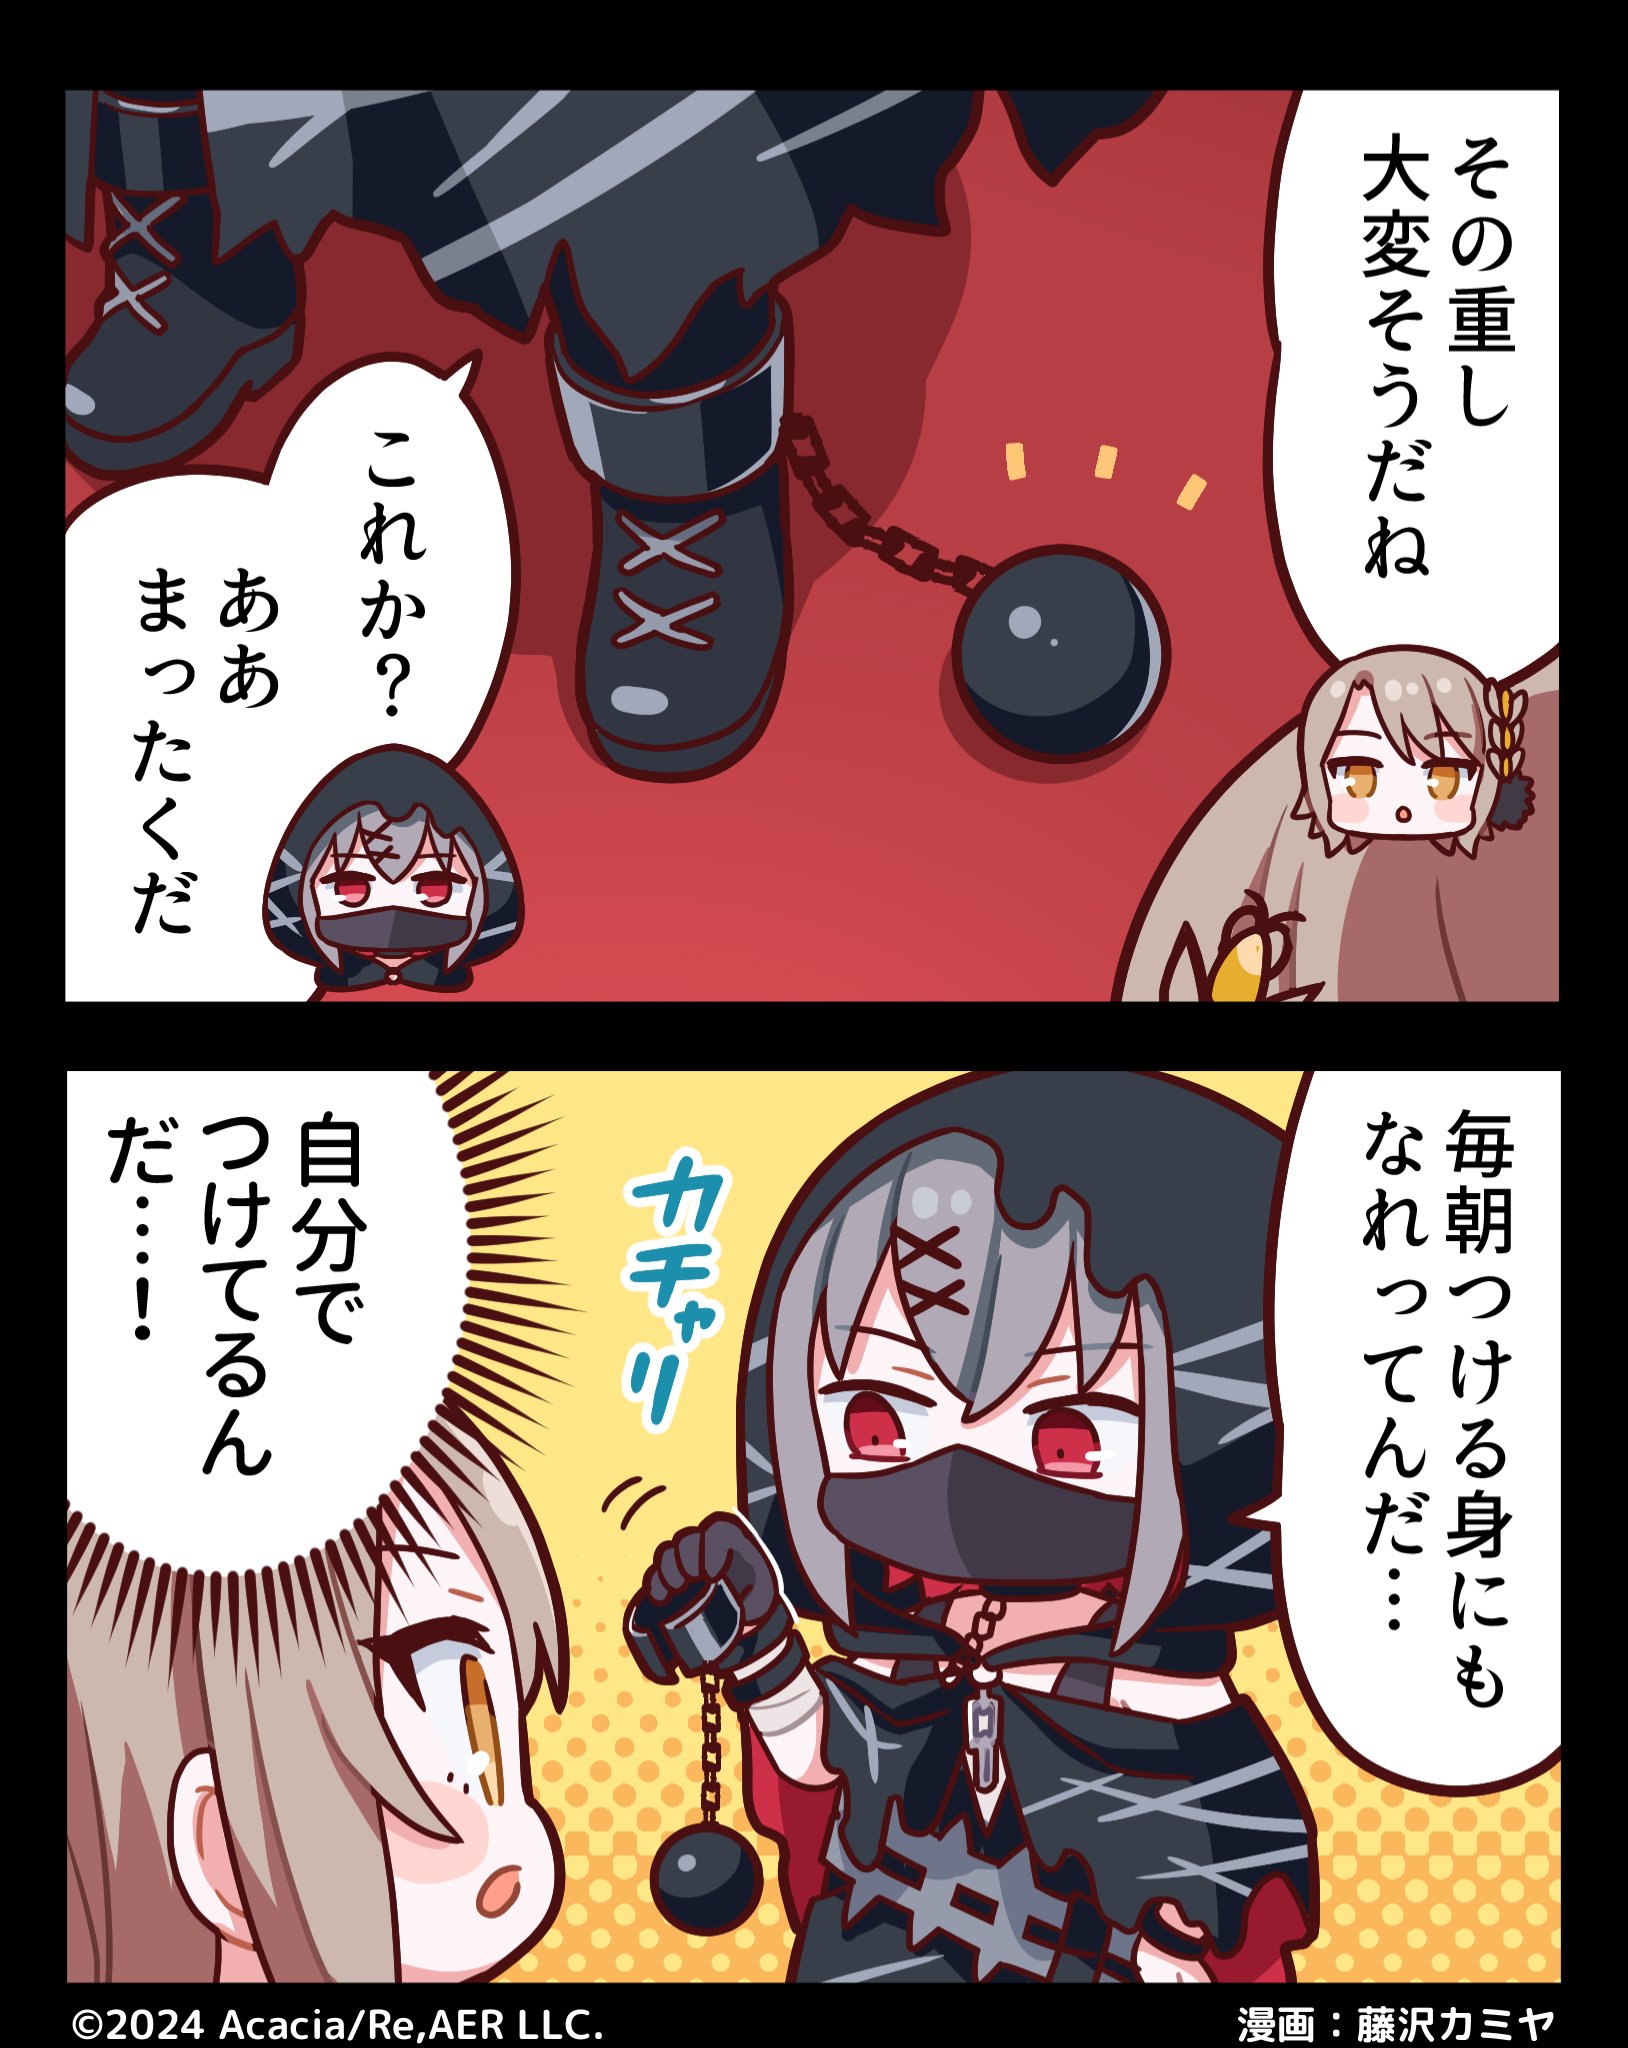 その重し
大変そうだね
これか？
ああ
まったくだ
毎朝つける身にも
なれってんだ…
カチャリ
自分で
つけてるん
だ……！
©2024 Acacia/Re,AER LLC.
漫画：藤沢カミヤ